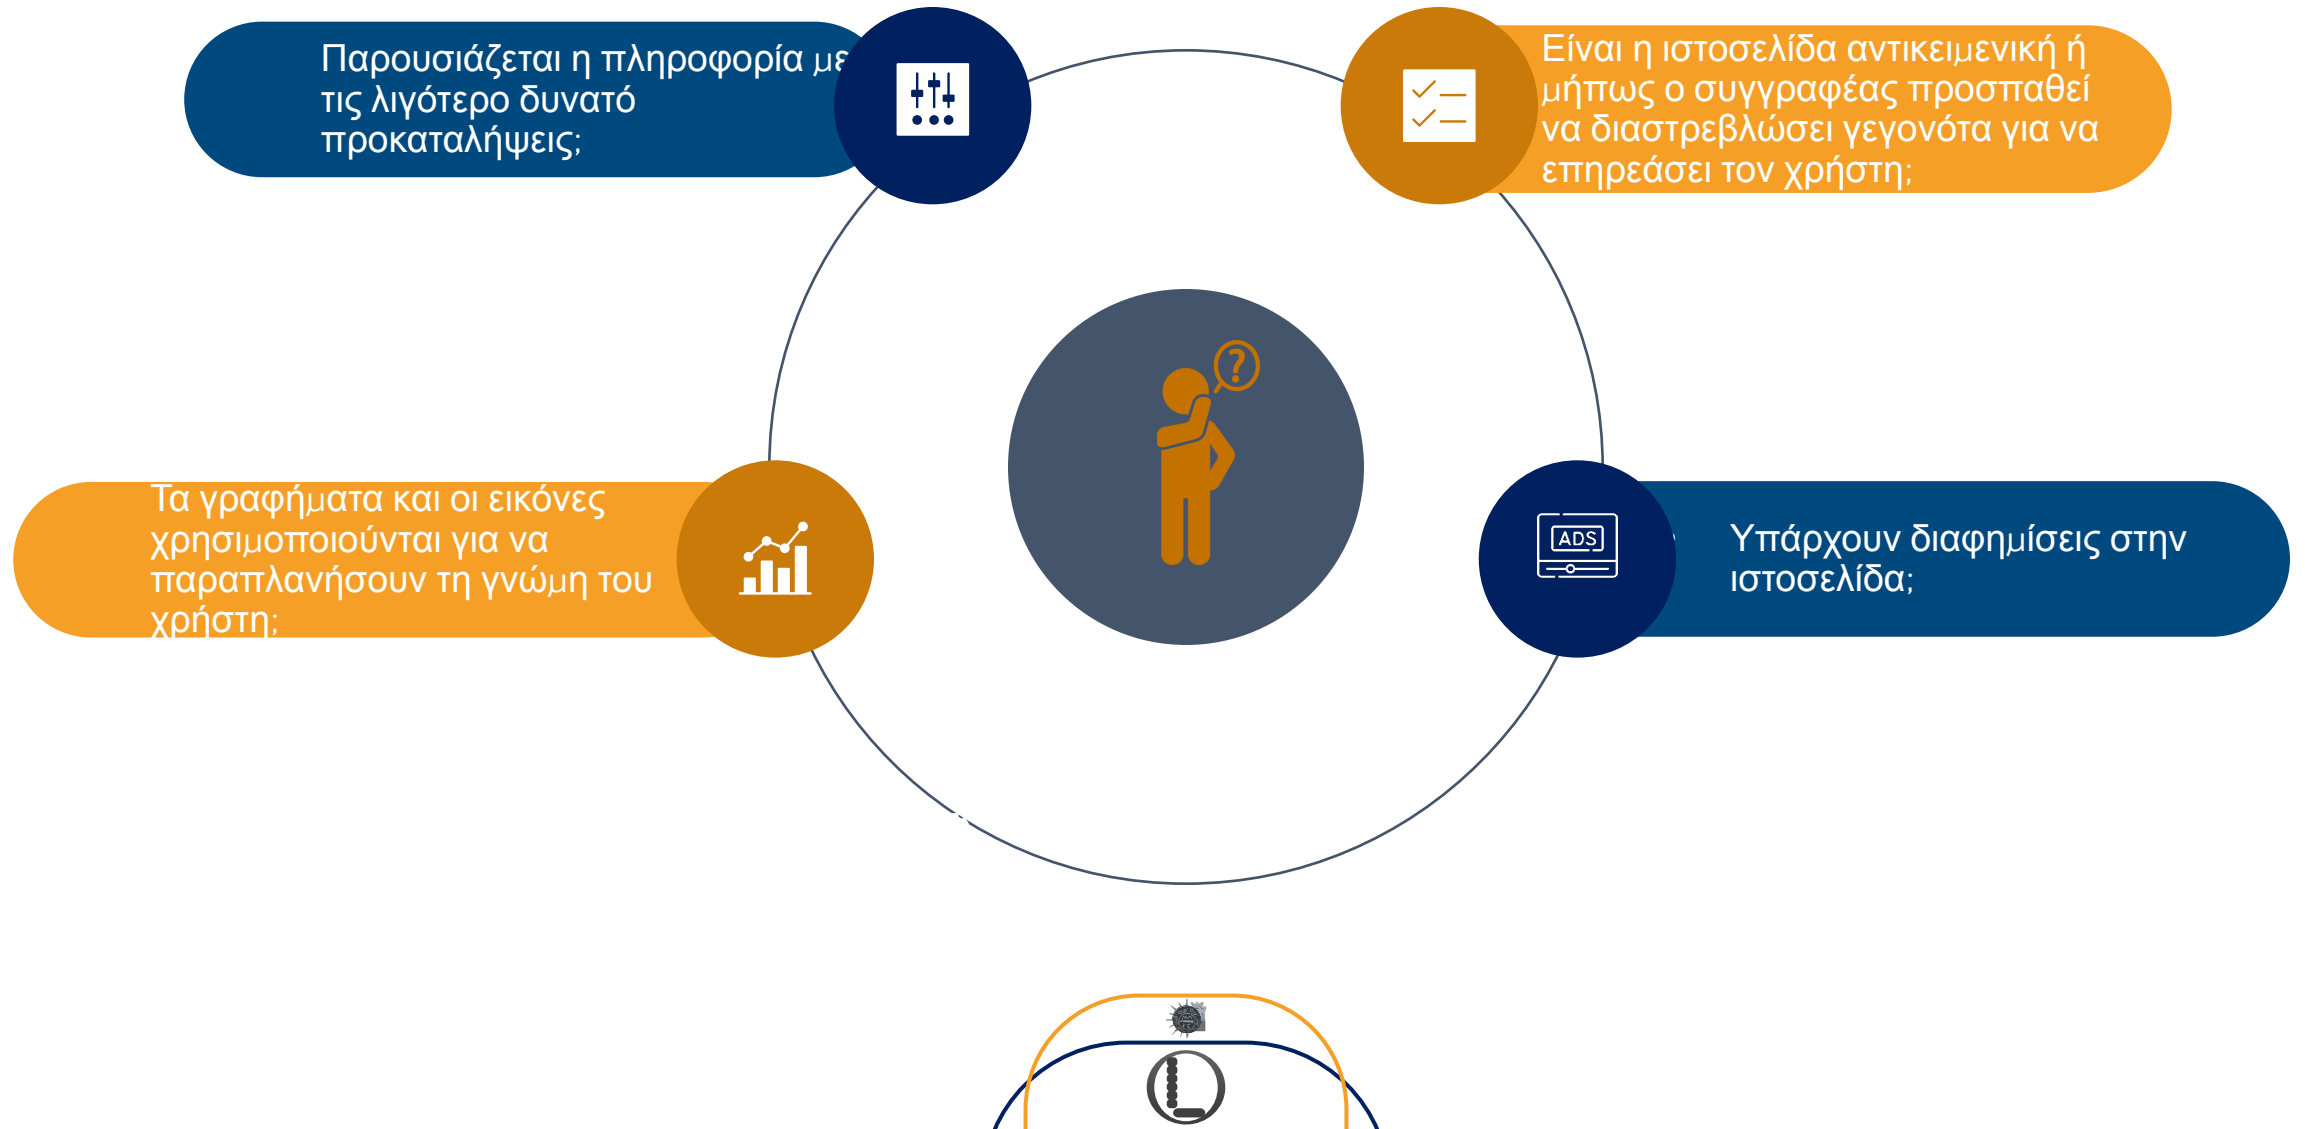 Παρουσιάζεται η πληροφορία με
τις λιγότερο δυνατό
προκαταλήψεις;
Είναι η ιστοσελίδα αντικειμενική ή
μήπως ο συγγραφέας προσπαθεί
να διαστρεβλώσει γεγονότα για να
επηρεάσει τον χρήστη;
?
Τα γραφήματα και οι εικόνες
χρησιμοποιούνται για να
παραπλανήσουν τη γνώμη του
χρήστη;
ADS
Υπάρχουν διαφημίσεις στην
ιστοσελίδα;
L